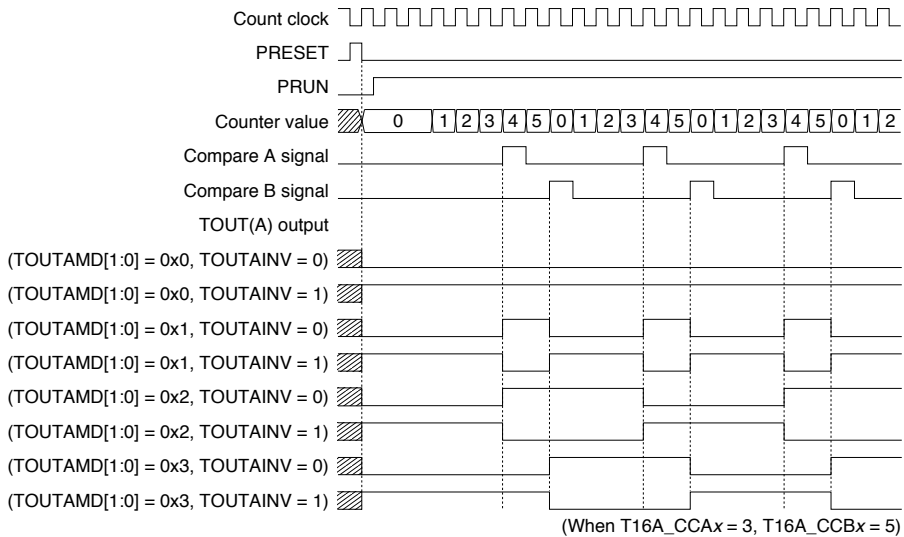 Count clock
PRESET
PRUN
Counter value 0 1 2 3 4 5 0 1 2 3 4 5 0 1 2 3 4 5 0 1 2
Compare A signal
Compare B signal
TOUT(A) output
(TOUTAMD[1:0] = 0x0, TOUTAINV = 0)
(TOUTAMD[1:0] = 0x0, TOUTAINV = 1)
(TOUTAMD[1:0] = 0x1, TOUTAINV = 0)
(TOUTAMD[1:0] = 0x1, TOUTAINV = 1)
(TOUTAMD[1:0] = 0x2, TOUTAINV = 0)
(TOUTAMD[1:0] = 0x2, TOUTAINV = 1)
(TOUTAMD[1:0] = 0x3, TOUTAINV = 0)
(TOUTAMD[1:0] = 0x3, TOUTAINV = 1)
(When T16A_CCAx = 3, T16A_CCBx = 5)